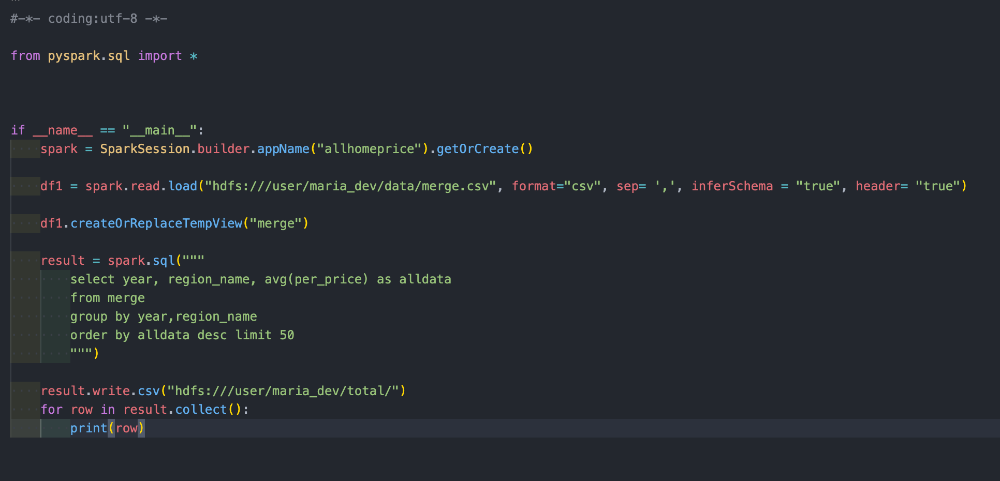 #-*- coding:utf-8 -*-
from pyspark.sql import *
if __name__ == "__main__":
spark = SparkSession.builder.appName("allhomeprice").getOrCreate()
df1 = spark.read.load("hdfs:///user/maria_dev/data/merge.csv", format="csv", sep= ',', inferSchema = "true", header= "true")
df1.createOrReplaceTempView("merge")
result = spark.sql("""
select year, region_name, avg(per_price) as alldata
from merge
group by year,region_name
order by alldata desc limit 50
""")
result.write.csv("hdfs:///user/maria_dev/total/")
for row in result.collect():
print(row)